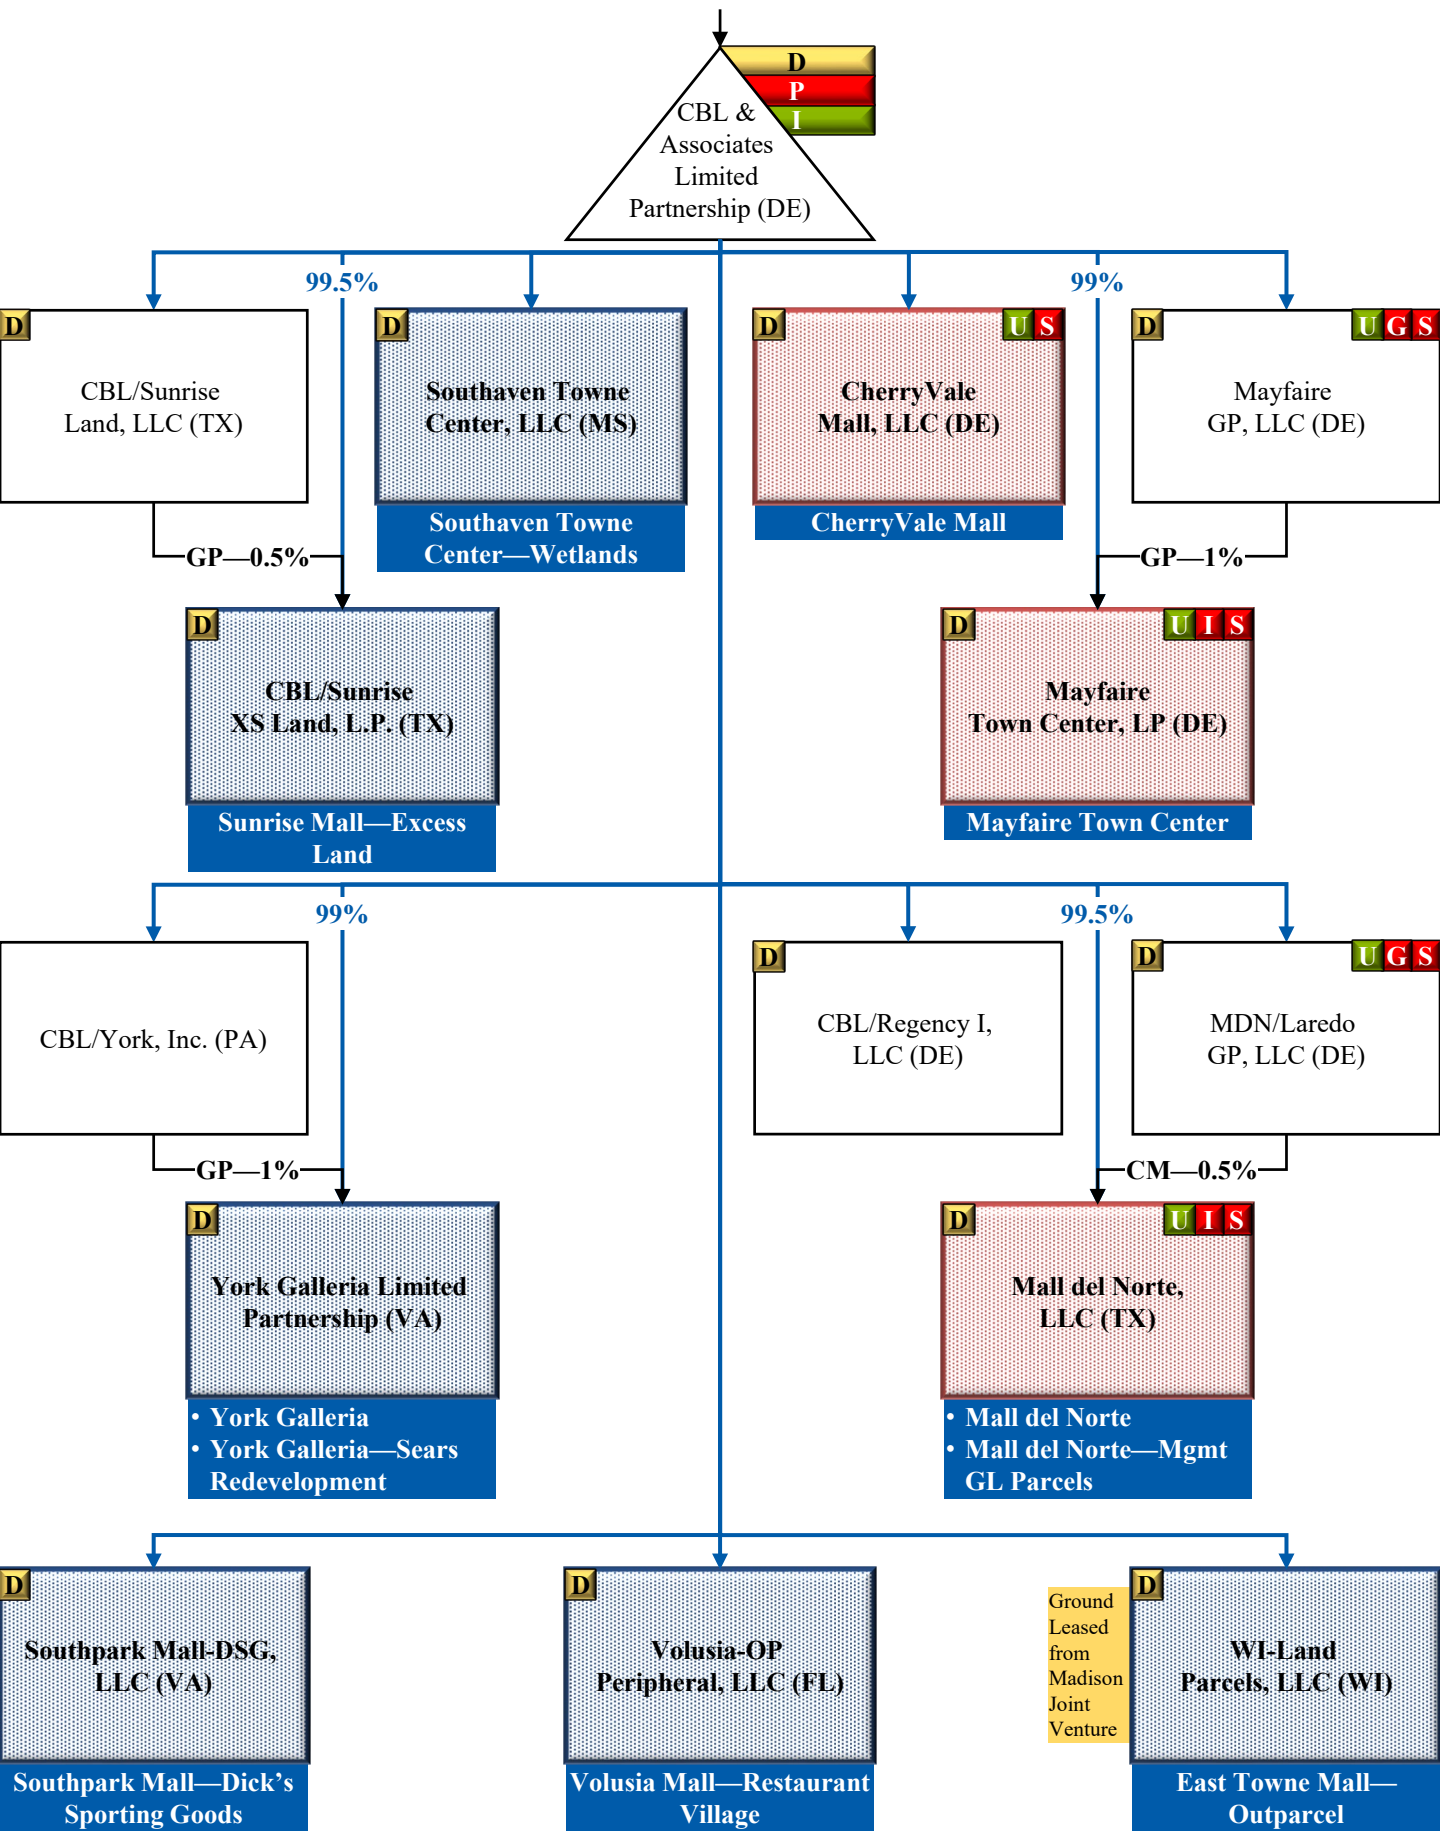 D
P
I
CBL &
Associates
Limited
Partnership (DE)
99.5%
99%
D
CBL/Sunrise
Land, LLC (TX)
D
Southaven Towne
Center, LLC (MS)
Southaven Towne
Center—Wetlands
D
U S
CherryVale
Mall, LLC (DE)
CherryVale Mall
D
U G S
Mayfaire
GP, LLC (DE)
GP—0.5%
GP—1%
D
CBL/Sunrise
XS Land, L.P. (TX)
Sunrise Mall—Excess
Land
D
U I S
Mayfaire
Town Center, LP (DE)
Mayfaire Town Center
99%
99.5%
CBL/York, Inc. (PA)
D
CBL/Regency I,
LLC (DE)
D
U G S
MDN/Laredo
GP, LLC (DE)
GP—1%
CM—0.5%
D
York Galleria Limited
Partnership (VA)
• York Galleria
• York Galleria—Sears
Redevelopment
D
U I S
Mall del Norte,
LLC (TX)
• Mall del Norte
• Mall del Norte—Mgmt
GL Parcels
D
Southpark Mall-DSG,
LLC (VA)
Southpark Mall—Dick’s
Sporting Goods
D
Volusia-OP
Peripheral, LLC (FL)
Volusia Mall—Restaurant
Village
Ground
Leased
from
Madison
Joint
Venture
D
WI-Land
Parcels, LLC (WI)
East Towne Mall—
Outparcel